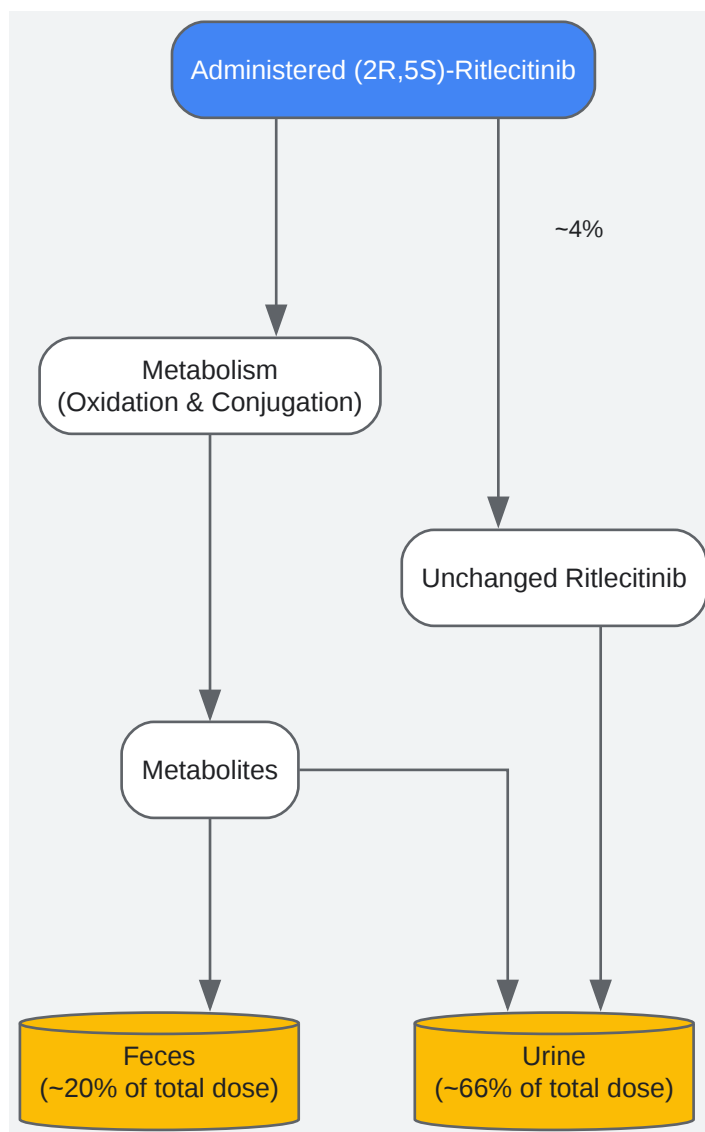 Administered (2R,5S)-Ritlecitinib
~4%
Metabolism
(Oxidation & Conjugation)
Unchanged Ritlecitinib
Metabolites
Feces
(~20% of total dose)
Urine
(~66% of total dose)